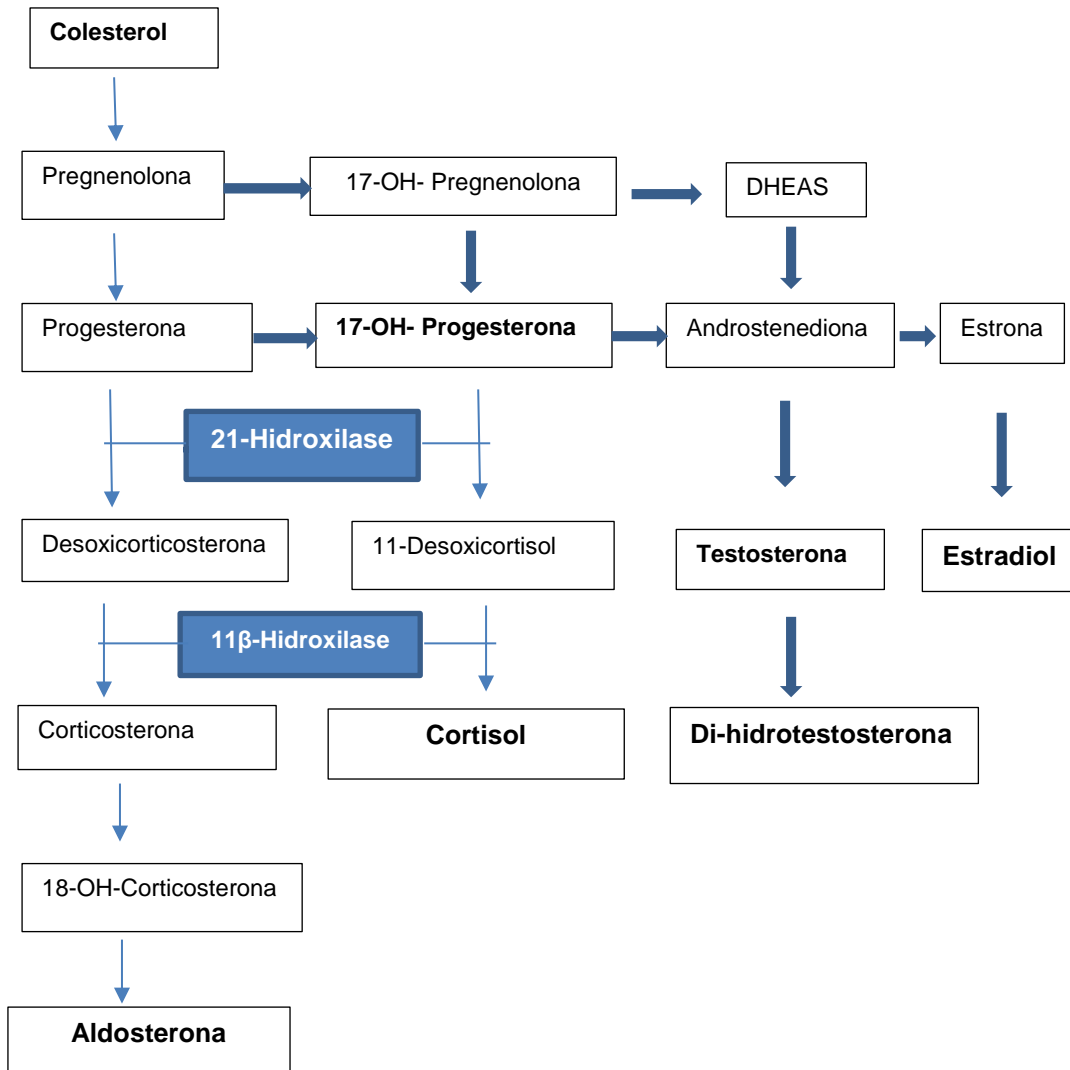 Colesterol
Pregnenolona
17-OH- Pregnenolona
DHEAS
Progesterona
17-OH- Progesterona
Androstenediona
Estrona
21-Hidroxilase
Desoxicorticosterona
11-Desoxicortisol
Testosterona
Estradiol
11β-Hidroxilase
Corticosterona
Cortisol
Di-hidrotestosterona
18-OH-Corticosterona
Aldosterona